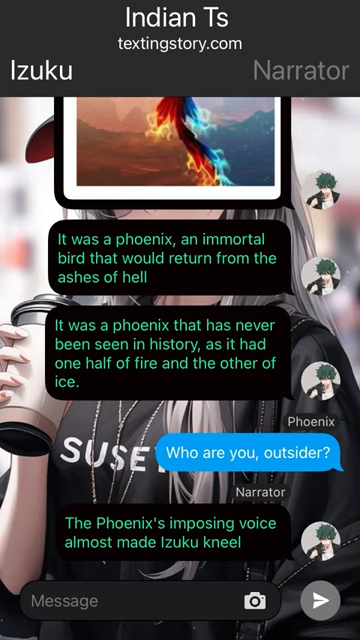 Indian Ts
textingstory.com
Izuku
Narrator
It was a phoenix, an immortal
bird that would return from the
ashes of hell
It was a phoenix that has never
been seen in history, as it had
one half of fire and the other of
ice.
Phoenix
Who are you, outsider?
SUSET
Narrator
The Phoenix's imposing voice
almost made Izuku kneel
Message